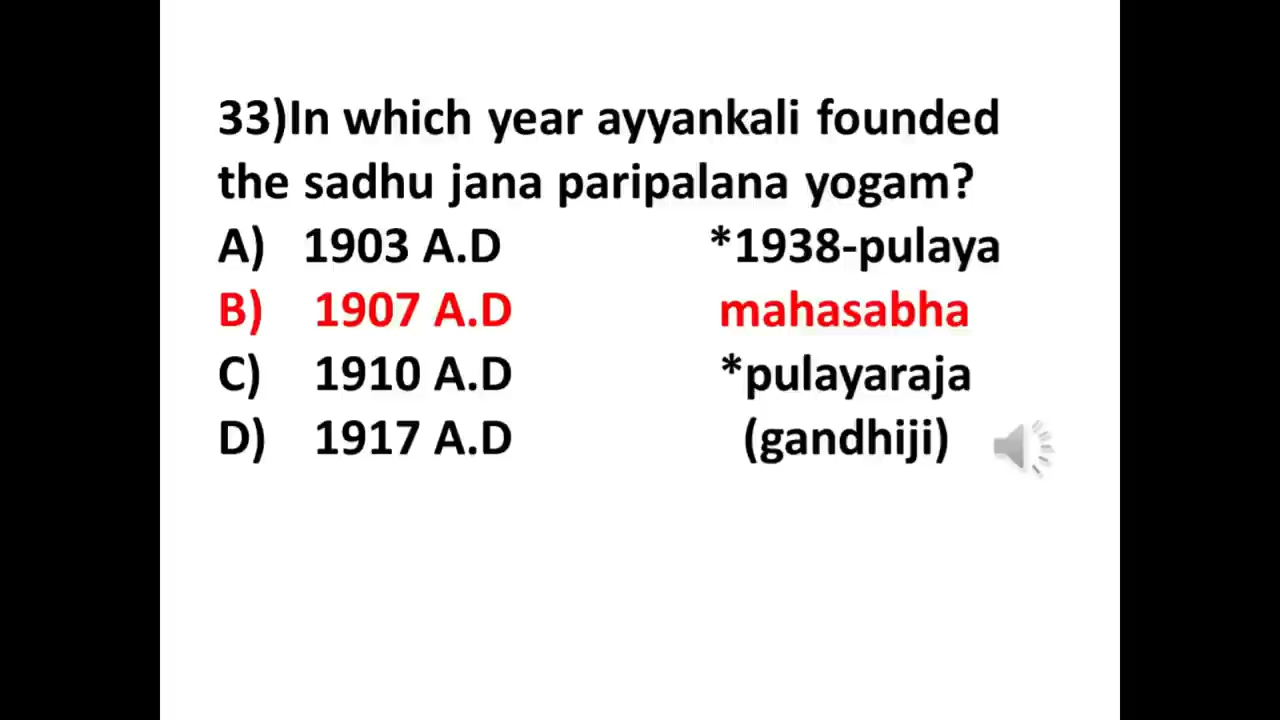 33)In which year ayyankali founded
the sadhu jana paripalana yogam?
A) 1903 A.D *1938-pulaya
B) 1907 A.D mahasabha
C) 1910 A.D *pulayaraja
D) 1917 A.D (gandhiji)